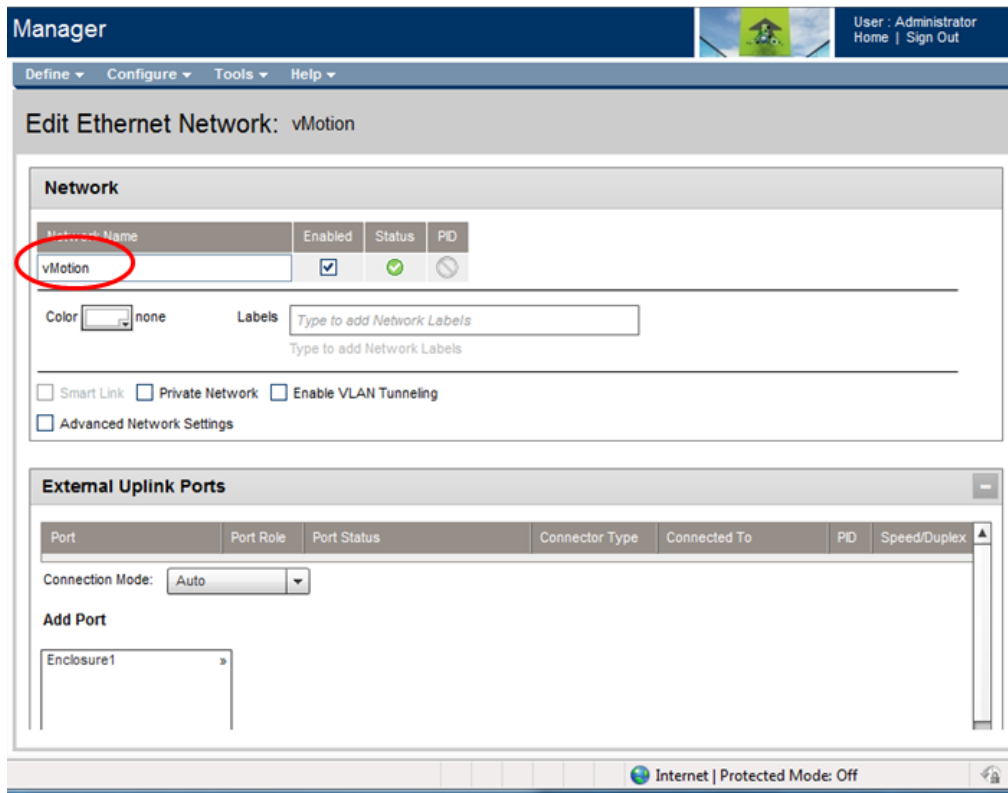 Manager
User : Administrator
Home | Sign Out
Define Configure Tools Help
Edit Ethernet Network: vMotion
Network
Network Name Enabled Status PID
vMotion
Color none Labels Type to add Network Labels
Type to add Network Labels
Smart Link Private Network Enable VLAN Tunneling
Advanced Network Settings
External Uplink Ports
Port Port Role Port Status Connector Type Connected To PID Speed/Duplex
Connection Mode: Auto
Add Port
Enclosure1 »
Internet | Protected Mode: Off